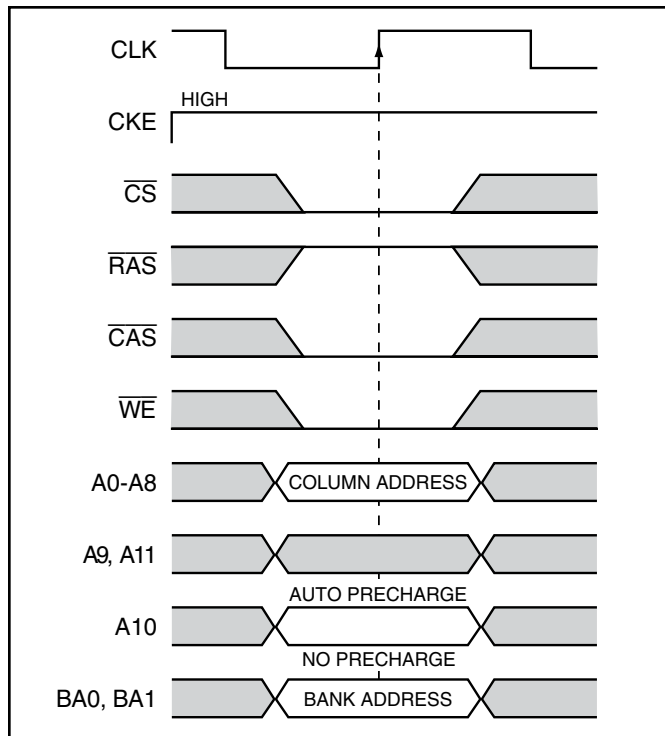 CLK
HIGH
CKE
CS
RAS
CAS
WE
A0-A8 COLUMN ADDRESS
A9, A11
AUTO PRECHARGE
A10
NO PRECHARGE
BA0, BA1 BANK ADDRESS